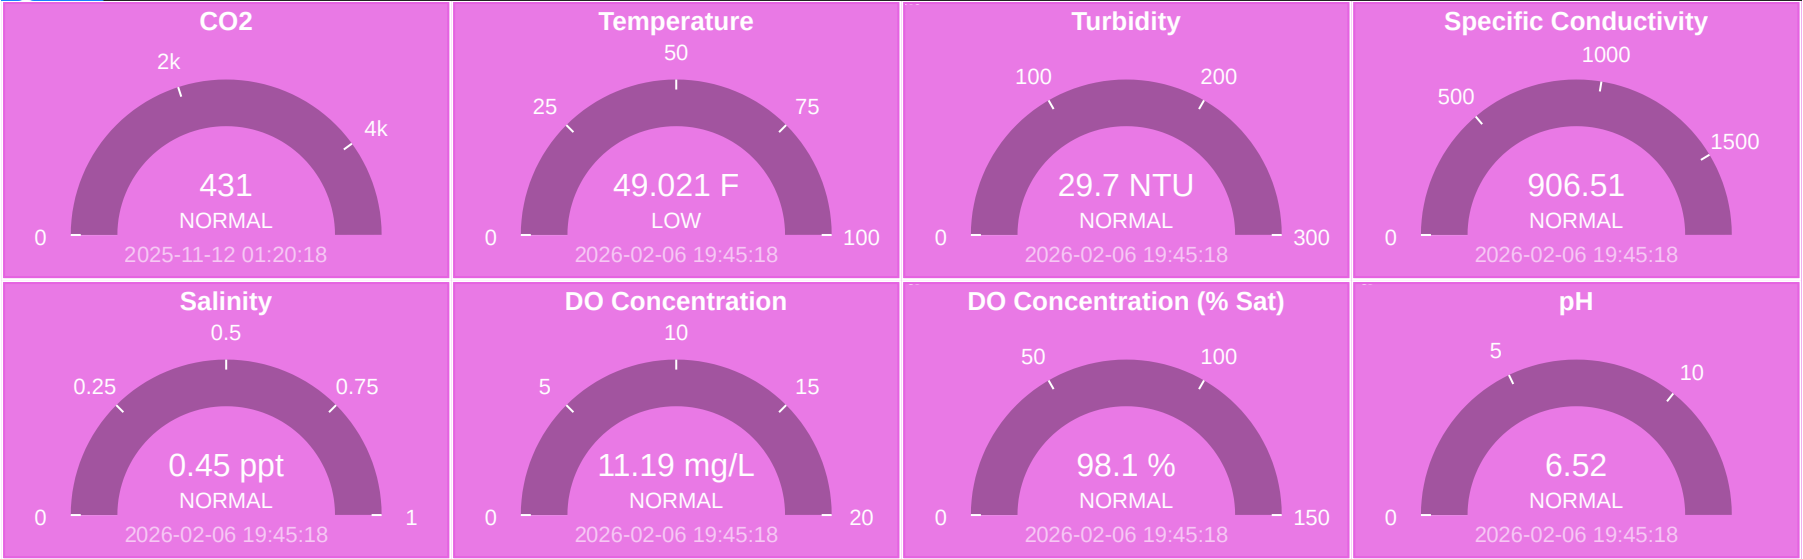 CO2
2k
4k
0
431
NORMAL
2025-11-12 01:20:18
Temperature
50
25
75
0
100
49.021 F
LOW
2026-02-06 19:45:18
Turbidity
100
200
0
300
29.7 NTU
NORMAL
2026-02-06 19:45:18
Specific Conductivity
1000
500
1500
0
906.51
NORMAL
2026-02-06 19:45:18
Salinity
0.5
0.25
0.75
0
1
0.45 ppt
NORMAL
2026-02-06 19:45:18
DO Concentration
10
5
15
0
20
11.19 mg/L
NORMAL
2026-02-06 19:45:18
DO Concentration (% Sat)
50
100
0
150
98.1 %
NORMAL
2026-02-06 19:45:18
pH
5
10
0
6.52
NORMAL
2026-02-06 19:45:18